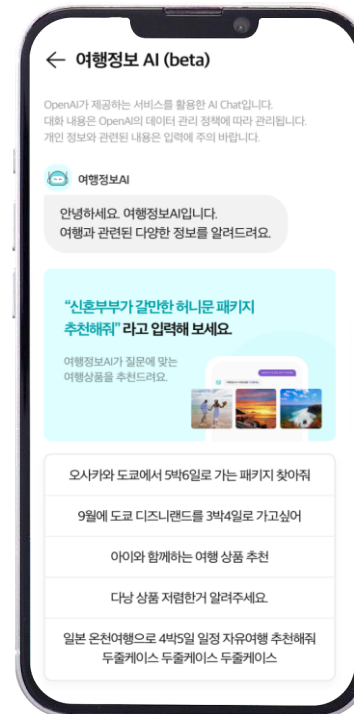 ← 여행정보 AI (beta)
OpenAI가 제공하는 서비스를 활용한 AI Chat입니다.
대화 내용은 OpenAI의 데이터 관리 정책에 따라 관리됩니다.
개인 정보와 관련된 내용은 입력에 주의 바랍니다.
여행정보AI
안녕하세요. 여행정보AI입니다.
여행과 관련된 다양한 정보를 알려드려요.
“신혼부부가 갈만한 허니문 패키지
추천해줘” 라고 입력해 보세요.
여행정보AI가 질문에 맞는
여행상품을 추천드려요.
오사카와 도쿄에서 5박6일로 가는 패키지 찾아줘
9월에 도쿄 디즈니랜드를 3박4일로 가고싶어
아이와 함께하는 여행 상품 추천
다낭 상품 저렴한거 알려주세요.
일본 온천여행으로 4박5일 일정 자유여행 추천해줘
두줄케이스 두줄케이스 두줄케이스